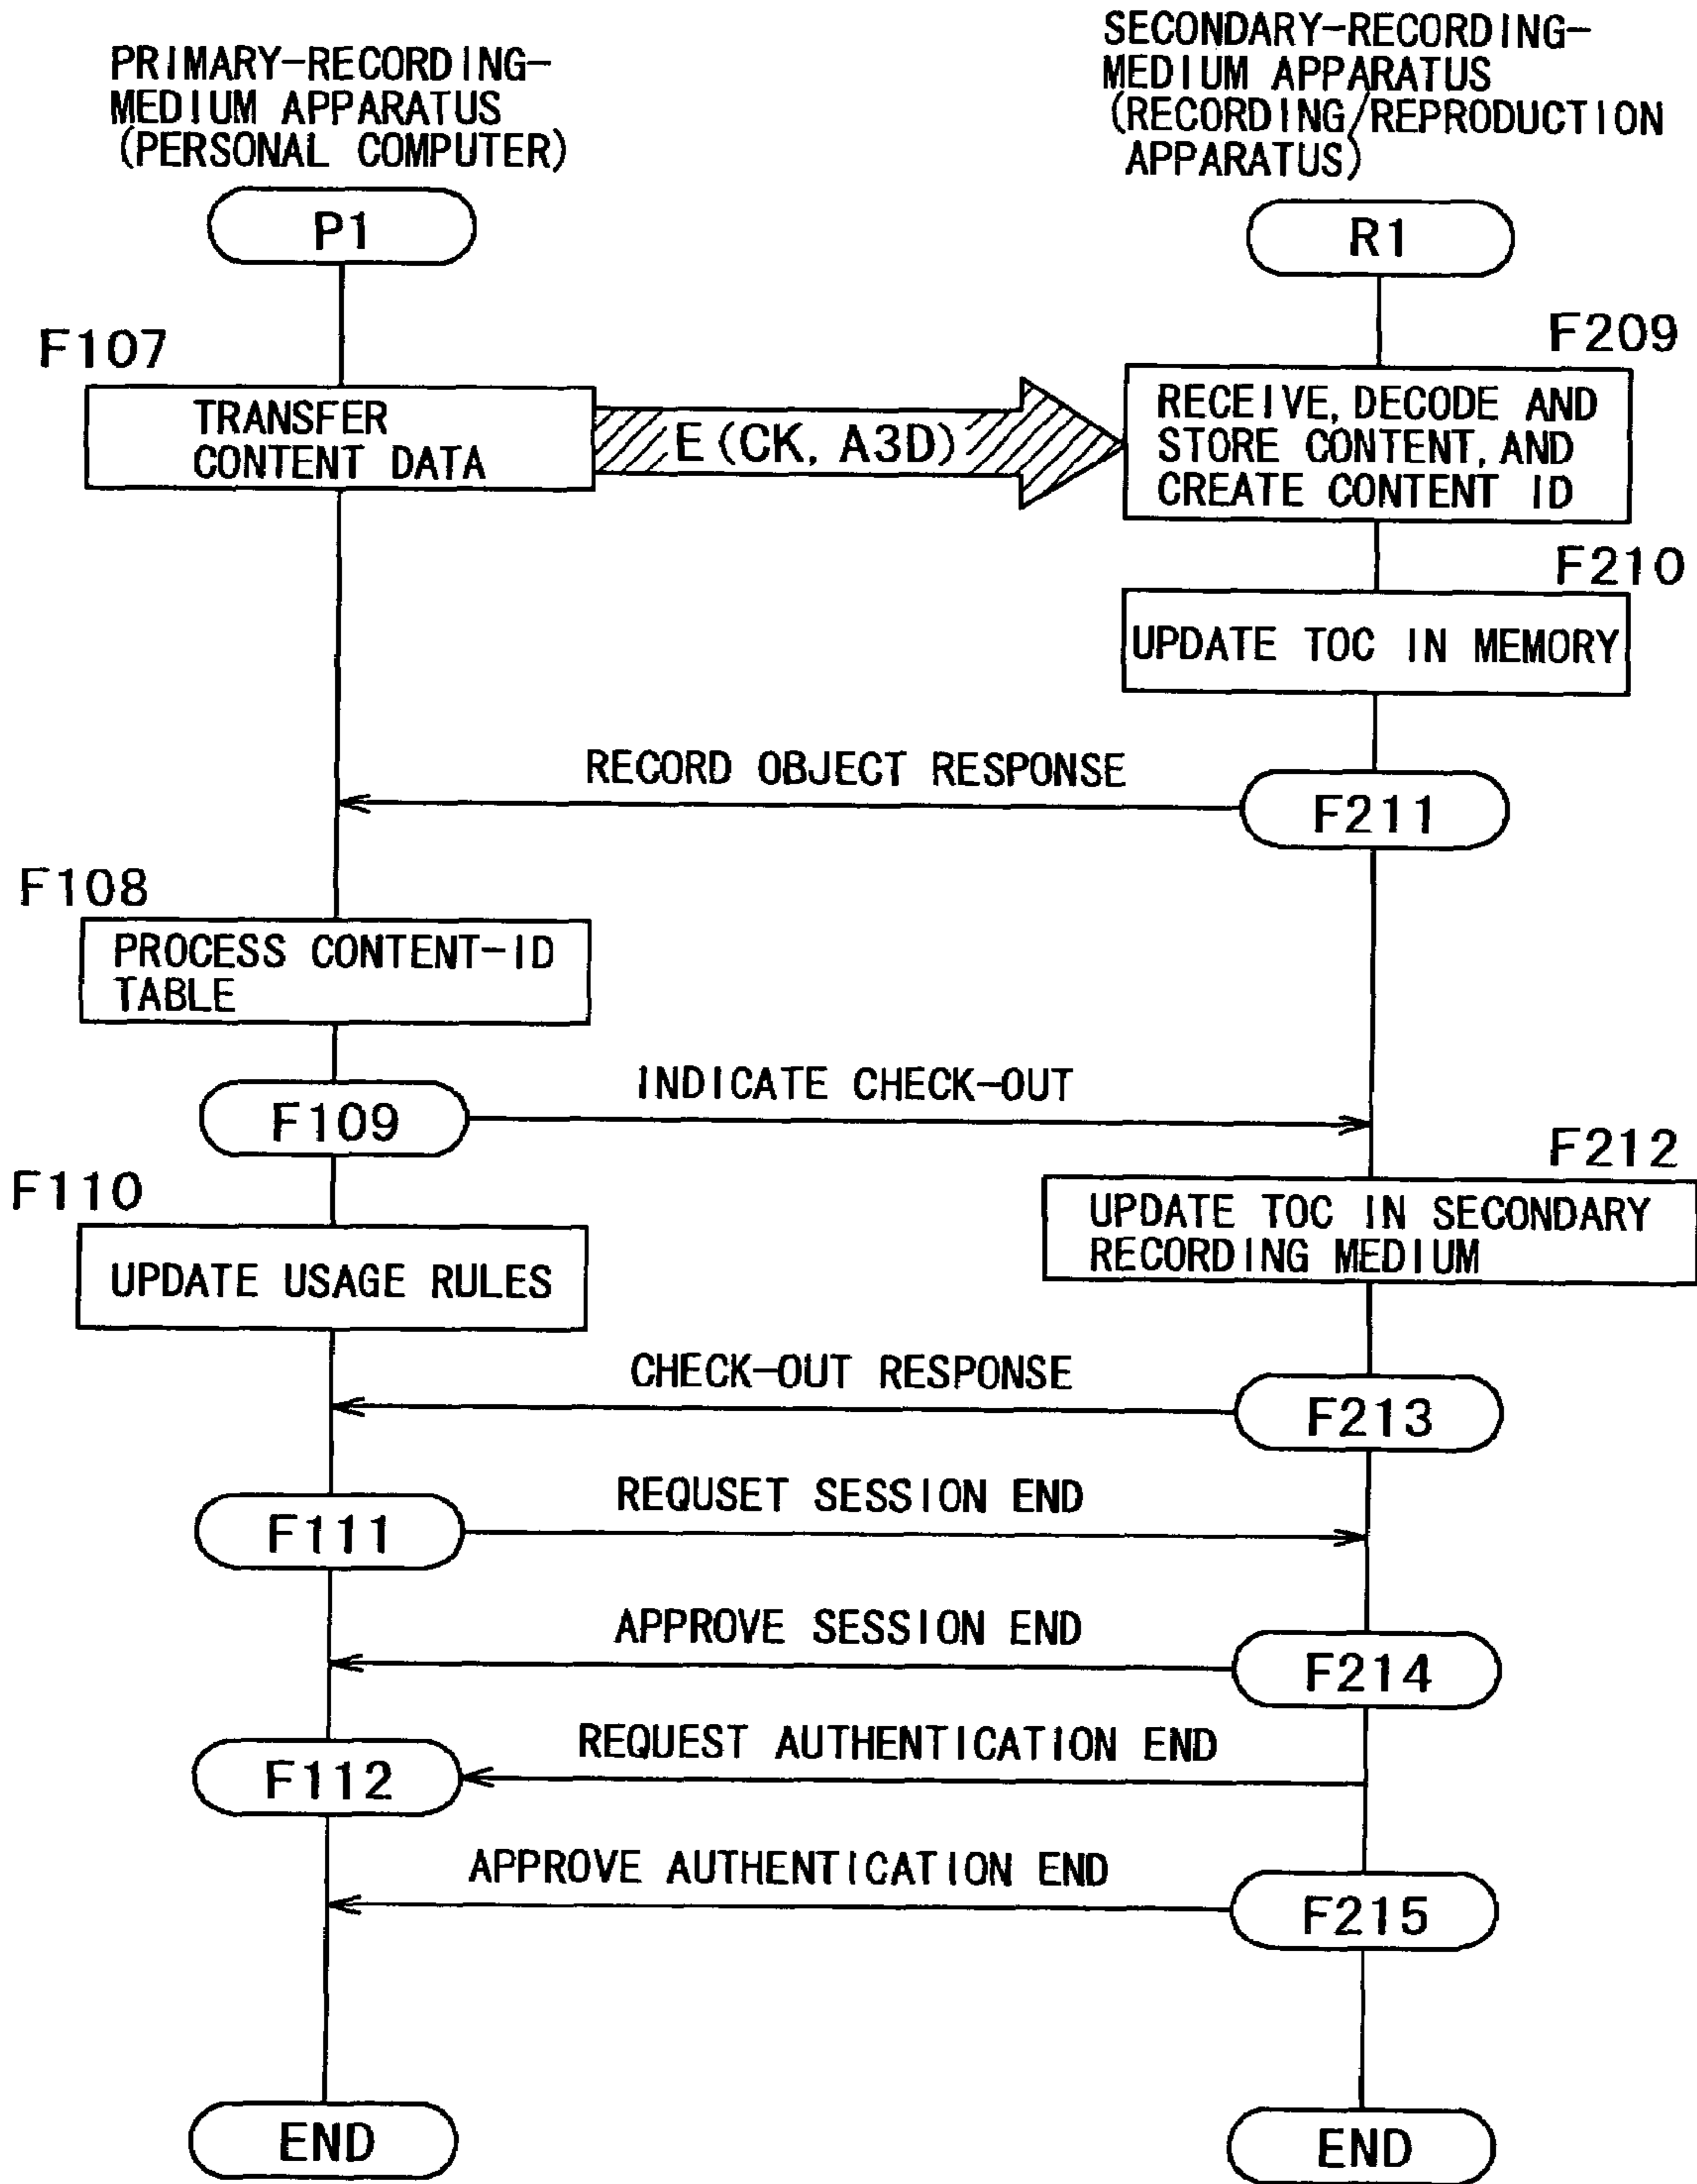 PRIMARY-RECORDING-
MEDIUM APPARATUS
(PERSONAL COMPUTER)
SECONDARY-RECORDING-
MEDIUM APPARATUS
(RECORDING/REPRODUCTION
APPARATUS)
P1
R1
F107
TRANSFER
CONTENT DATA
E(CK, A3D)
F209
RECEIVE, DECODE AND
STORE CONTENT, AND
CREATE CONTENT ID
F210
UPDATE TOC IN MEMORY
RECORD OBJECT RESPONSE
F211
F108
PROCESS CONTENT-ID
TABLE
F109
INDICATE CHECK-OUT
F110
UPDATE USAGE RULES
F212
UPDATE TOC IN SECONDARY
RECORDING MEDIUM
CHECK-OUT RESPONSE
F213
REQUSET SESSION END
F111
APPROVE SESSION END
F214
REQUEST AUTHENTICATION END
F112
APPROVE AUTHENTICATION END
F215
END
END